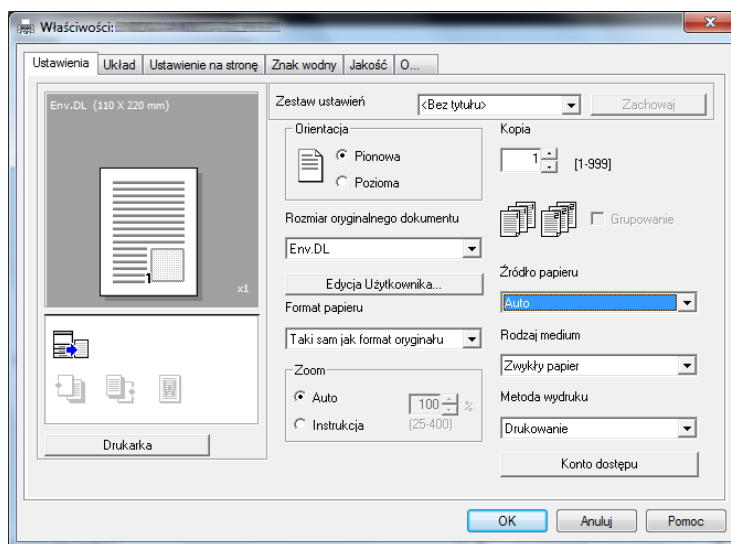 Właściwości:
Ustawienia Układ Ustawienie na stronę Znak wodny Jakość O...
Env.DL (110 X 220 mm)
1
x1
Drukarka
Zestaw ustawień <Bez tytułu> Zachowaj
Orientacja
Pionowa
Pozioma
Rozmiar oryginalnego dokumentu
Env.DL
Edycja Użytkownika...
Format papieru
Taki sam jak format oryginału
Zoom
Auto
Instrukcja
100 %
(25-400)
Kopia
1 [1-999]
Grupowanie
Źródło papieru
Auto
Rodzaj medium
Zwykły papier
Metoda wydruku
Drukowanie
Konto dostępu
OK Anuluj Pomoc